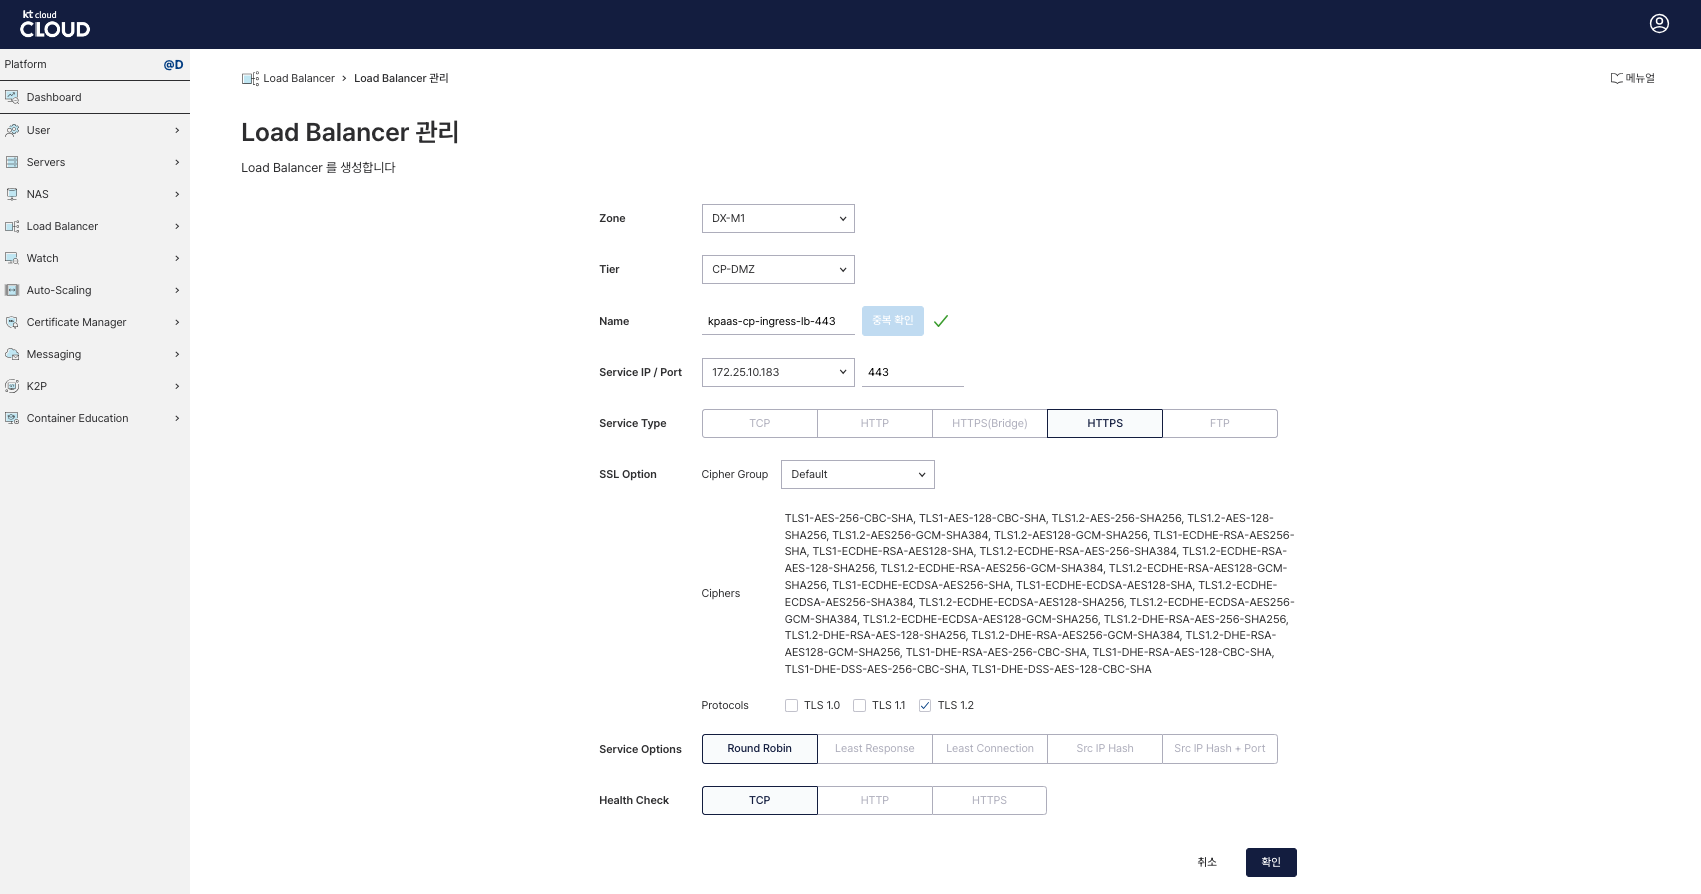 kt cloud
CLOUD
Platform
@D
Dashboard
User
Servers
NAS
Load Balancer
Watch
Auto-Scaling
Certificate Manager
Messaging
K2P
Container Education
Load Balancer > Load Balancer 관리
메뉴얼
Load Balancer 관리
Load Balancer 를 생성합니다
Zone DX-M1
Tier CP-DMZ
Name kpaas-cp-ingress-lb-443 중복 확인
Service IP / Port 172.25.10.183 443
Service Type TCP HTTP HTTPS(Bridge) HTTPS FTP
SSL Option Cipher Group Default
Ciphers
TLS1-AES-256-CBC-SHA, TLS1-AES-128-CBC-SHA, TLS1.2-AES-256-SHA256, TLS1.2-AES-128-
SHA256, TLS1.2-AES256-GCM-SHA384, TLS1.2-AES128-GCM-SHA256, TLS1-ECDHE-RSA-AES256-
SHA, TLS1-ECDHE-RSA-AES128-SHA, TLS1.2-ECDHE-RSA-AES-256-SHA384, TLS1.2-ECDHE-RSA-
AES-128-SHA256, TLS1.2-ECDHE-RSA-AES256-GCM-SHA384, TLS1.2-ECDHE-RSA-AES128-GCM-
SHA256, TLS1-ECDHE-ECDSA-AES256-SHA, TLS1-ECDHE-ECDSA-AES128-SHA, TLS1.2-ECDHE-
ECDSA-AES256-SHA384, TLS1.2-ECDHE-ECDSA-AES128-SHA256, TLS1.2-ECDHE-ECDSA-AES256-
GCM-SHA384, TLS1.2-ECDHE-ECDSA-AES128-GCM-SHA256, TLS1.2-DHE-RSA-AES-256-SHA256,
TLS1.2-DHE-RSA-AES-128-SHA256, TLS1.2-DHE-RSA-AES256-GCM-SHA384, TLS1.2-DHE-RSA-
AES128-GCM-SHA256, TLS1-DHE-RSA-AES-256-CBC-SHA, TLS1-DHE-RSA-AES-128-CBC-SHA,
TLS1-DHE-DSS-AES-256-CBC-SHA, TLS1-DHE-DSS-AES-128-CBC-SHA
Protocols TLS 1.0 TLS 1.1 TLS 1.2
Service Options Round Robin Least Response Least Connection Src IP Hash Src IP Hash + Port
Health Check TCP HTTP HTTPS
취소 확인